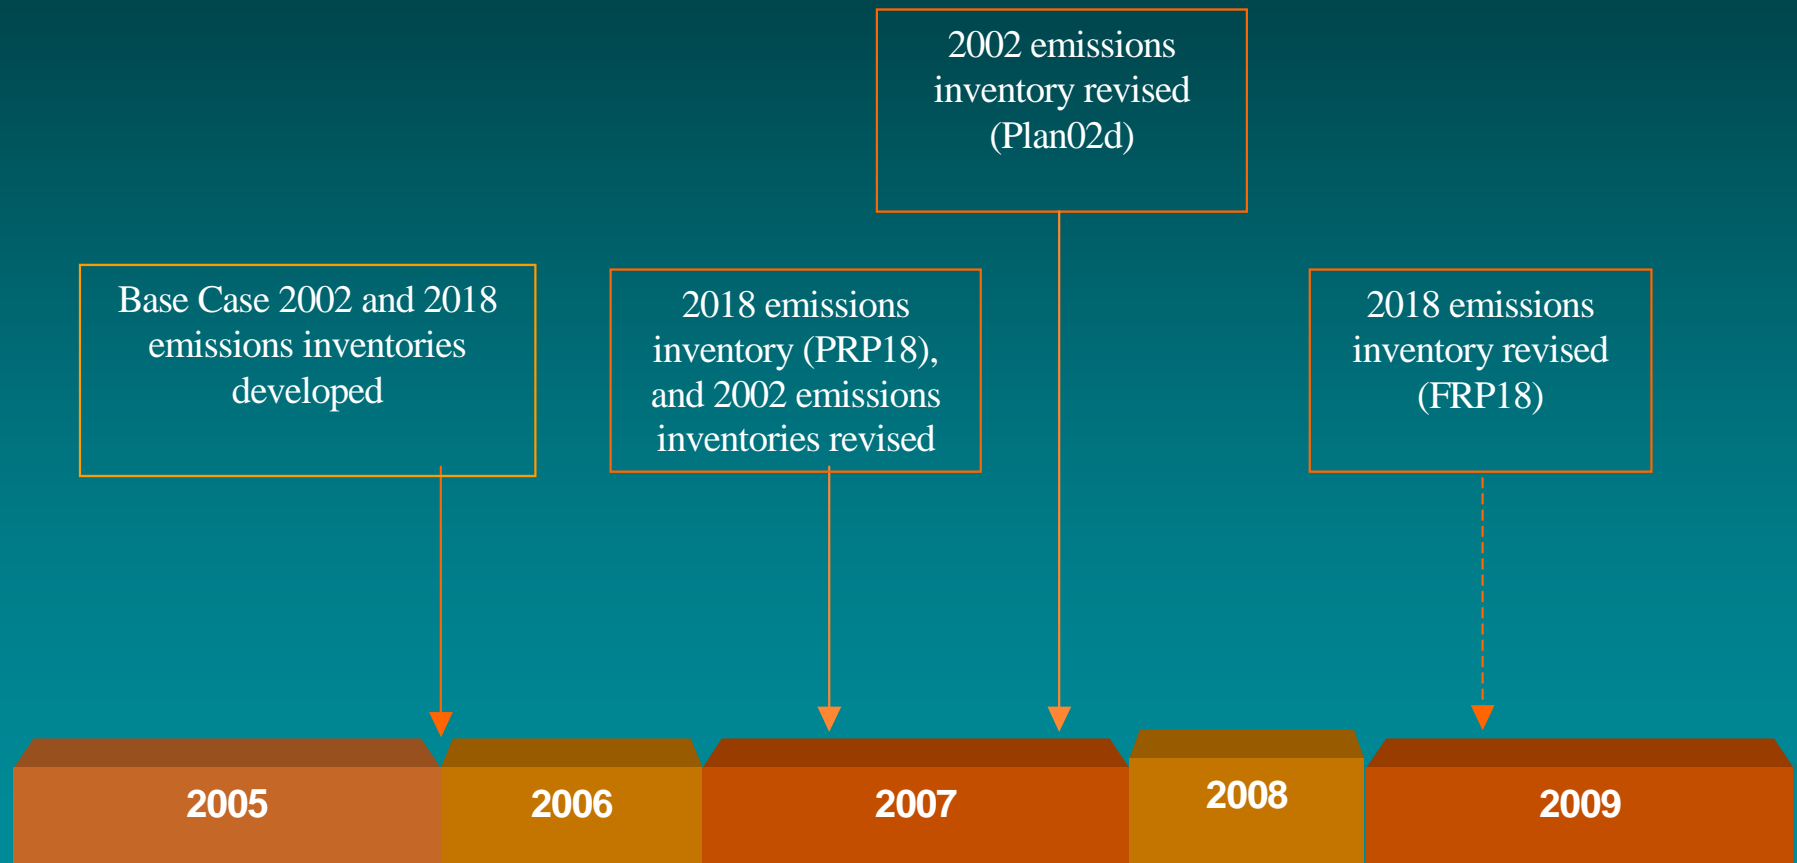 2002 emissions
inventory revised
(Plan02d)
Base Case 2002 and 2018
emissions inventories
developed
2018 emissions
inventory (PRP18),
and 2002 emissions
inventories revised
2018 emissions
inventory revised
(FRP18)
2005
2006
2007
2008
2009